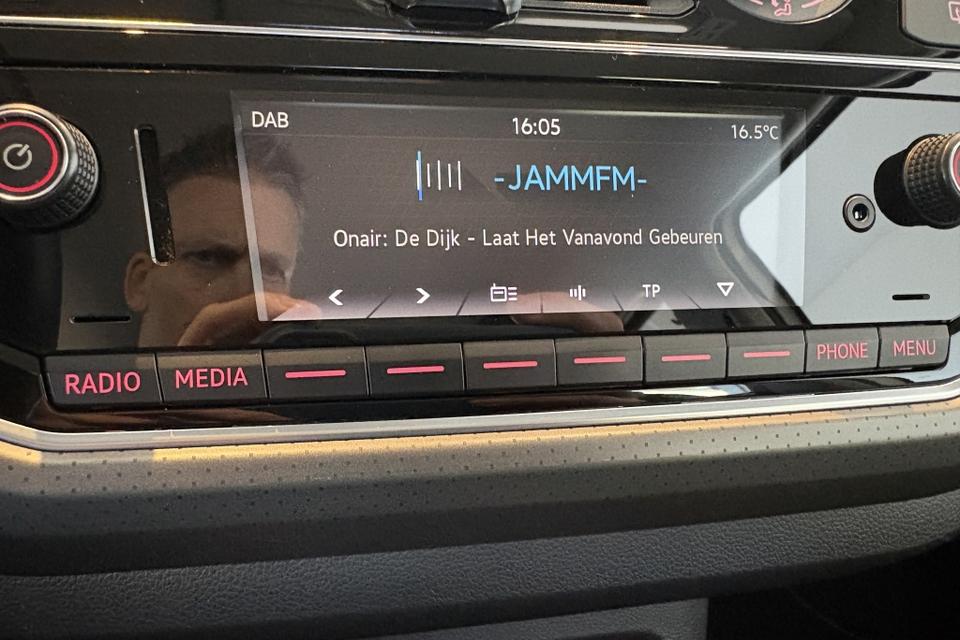 DAB 16:05 16.5°C
-JAMMFM-
Onair: De Dijk - Laat Het Vanavond Gebeuren
TP
RADIO MEDIA PHONE MENU